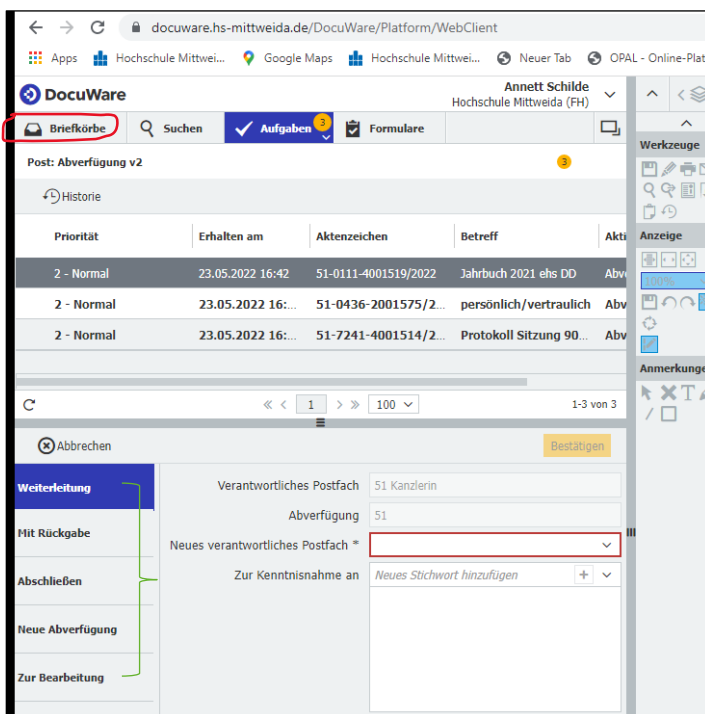 docuware.hs-mittweida.de/DocuWare/Platform/WebClient
Apps Hochschule Mittwei... Google Maps Hochschule Mittwei... Neuer Tab OPAL - Online-Plat
DocuWare
Annett Schilde
Hochschule Mittweida (FH)
Briefkörbe Suchen Aufgaben 3 Formulare
Werkzeuge
Post: Abverfügung v2 3
Historie
Priorität Erhalten am Aktenzeichen Betreff Akti
Anzeige
2 - Normal 23.05.2022 16:42 51-0111-4001519/2022 Jahrbuch 2021 ehs DD Abv
100%
2 - Normal 23.05.2022 16:... 51-0436-2001575/2... persönlich/vertraulich Abv
2 - Normal 23.05.2022 16:... 51-7241-4001514/2... Protokoll Sitzung 90... Abv
Anmerkunge
1 100 1-3 von 3
Abbrechen Bestätigen
Weiterleitung
Verantwortliches Postfach 51 Kanzlerin
Abverfügung 51
Mit Rückgabe
Neues verantwortliches Postfach *
Zur Kenntnisnahme an Neues Stichwort hinzufügen
Abschließen
Neue Abverfügung
Zur Bearbeitung